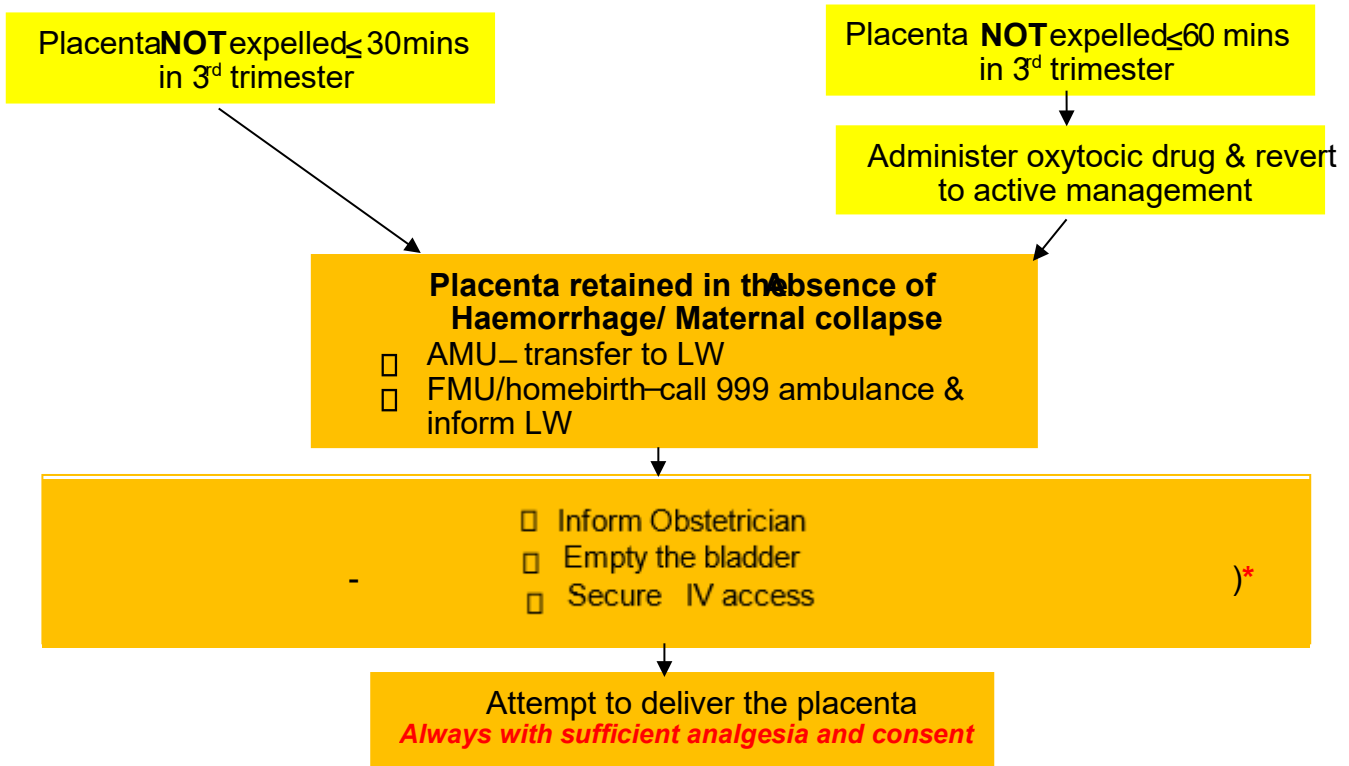 Placenta NOT expelled ≤ 30mins
in 3rd trimester
Placenta NOT expelled ≤60 mins
in 3rd trimester
Administer oxytocic drug & revert
to active management
Placenta retained in the Absence of
Haemorrhage/ Maternal collapse
AMU – transfer to LW
FMU/homebirth–call 999 ambulance &
inform LW
Inform Obstetrician
Empty the bladder
Secure IV access
- )*
Attempt to deliver the placenta
Always with sufficient analgesia and consent